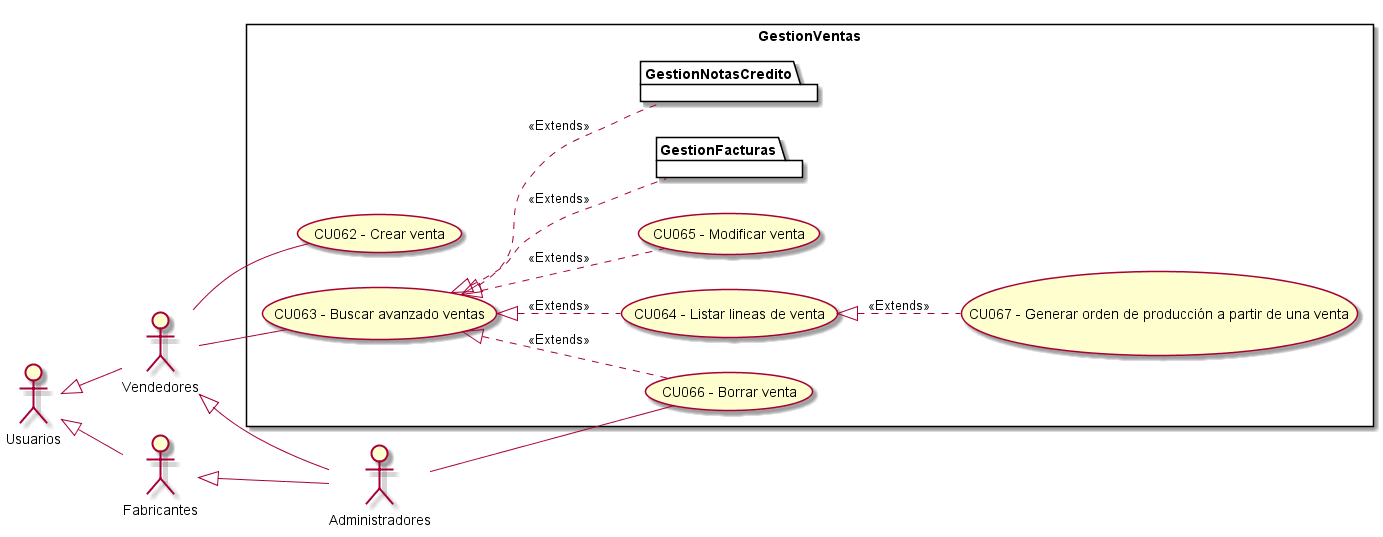 GestionVentas
GestionNotasCredito
«Extends»
GestionFacturas
«Extends»
CU062 - Crear venta
CU065 - Modificar venta
«Extends»
CU063 - Buscar avanzado ventas
«Extends»
CU064 - Listar lineas de venta
«Extends»
CU067 - Generar orden de producción a partir de una venta
«Extends»
CU066 - Borrar venta
Vendedores
Usuarios
Fabricantes
Administradores